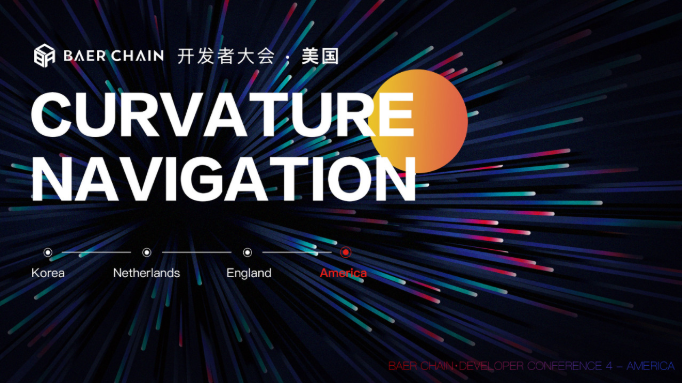 BAER CHAIN 开发者大会 · 美国
CURVATURE
NAVIGATION
Korea Netherlands England America
BAER CHAIN·DEVELOPER CONFERENCE 4 - AMERICA